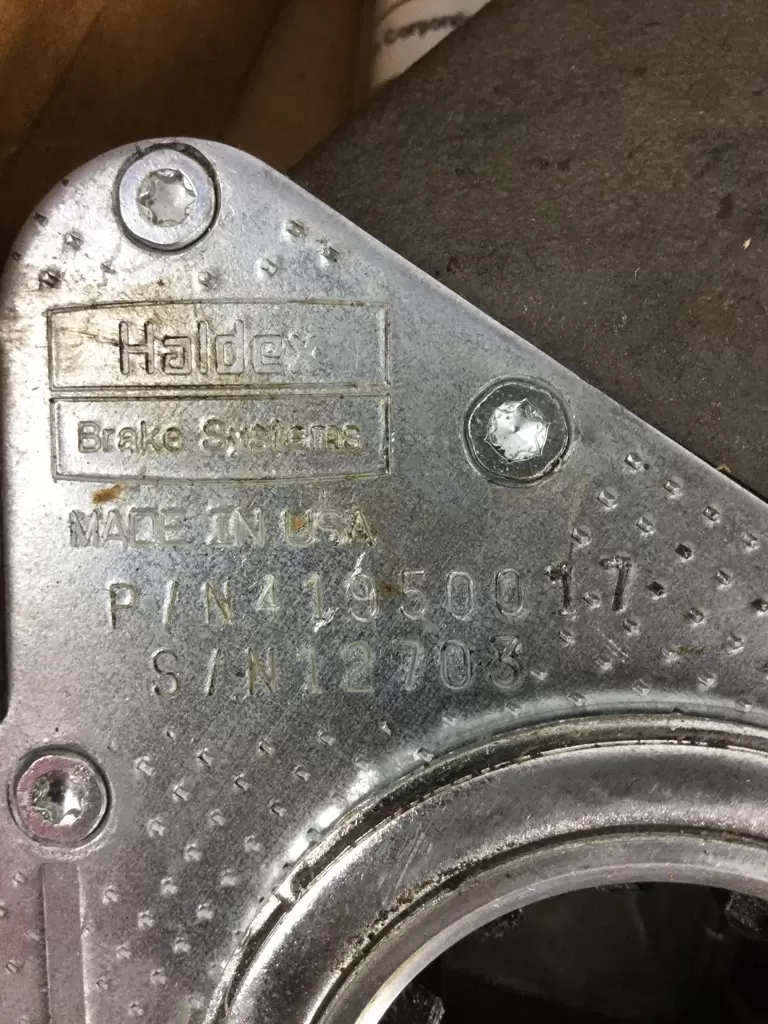 Haldex
Brake Systems
MADE IN USA
P/N41950017
S/N12703